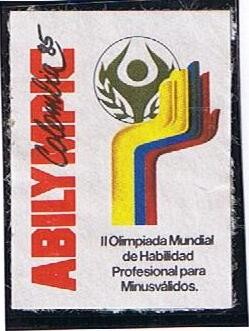 ABILYMPIC
Colombia 85
II Olimpiada Mundial
de Habilidad
Profesional para
Minusválidos.